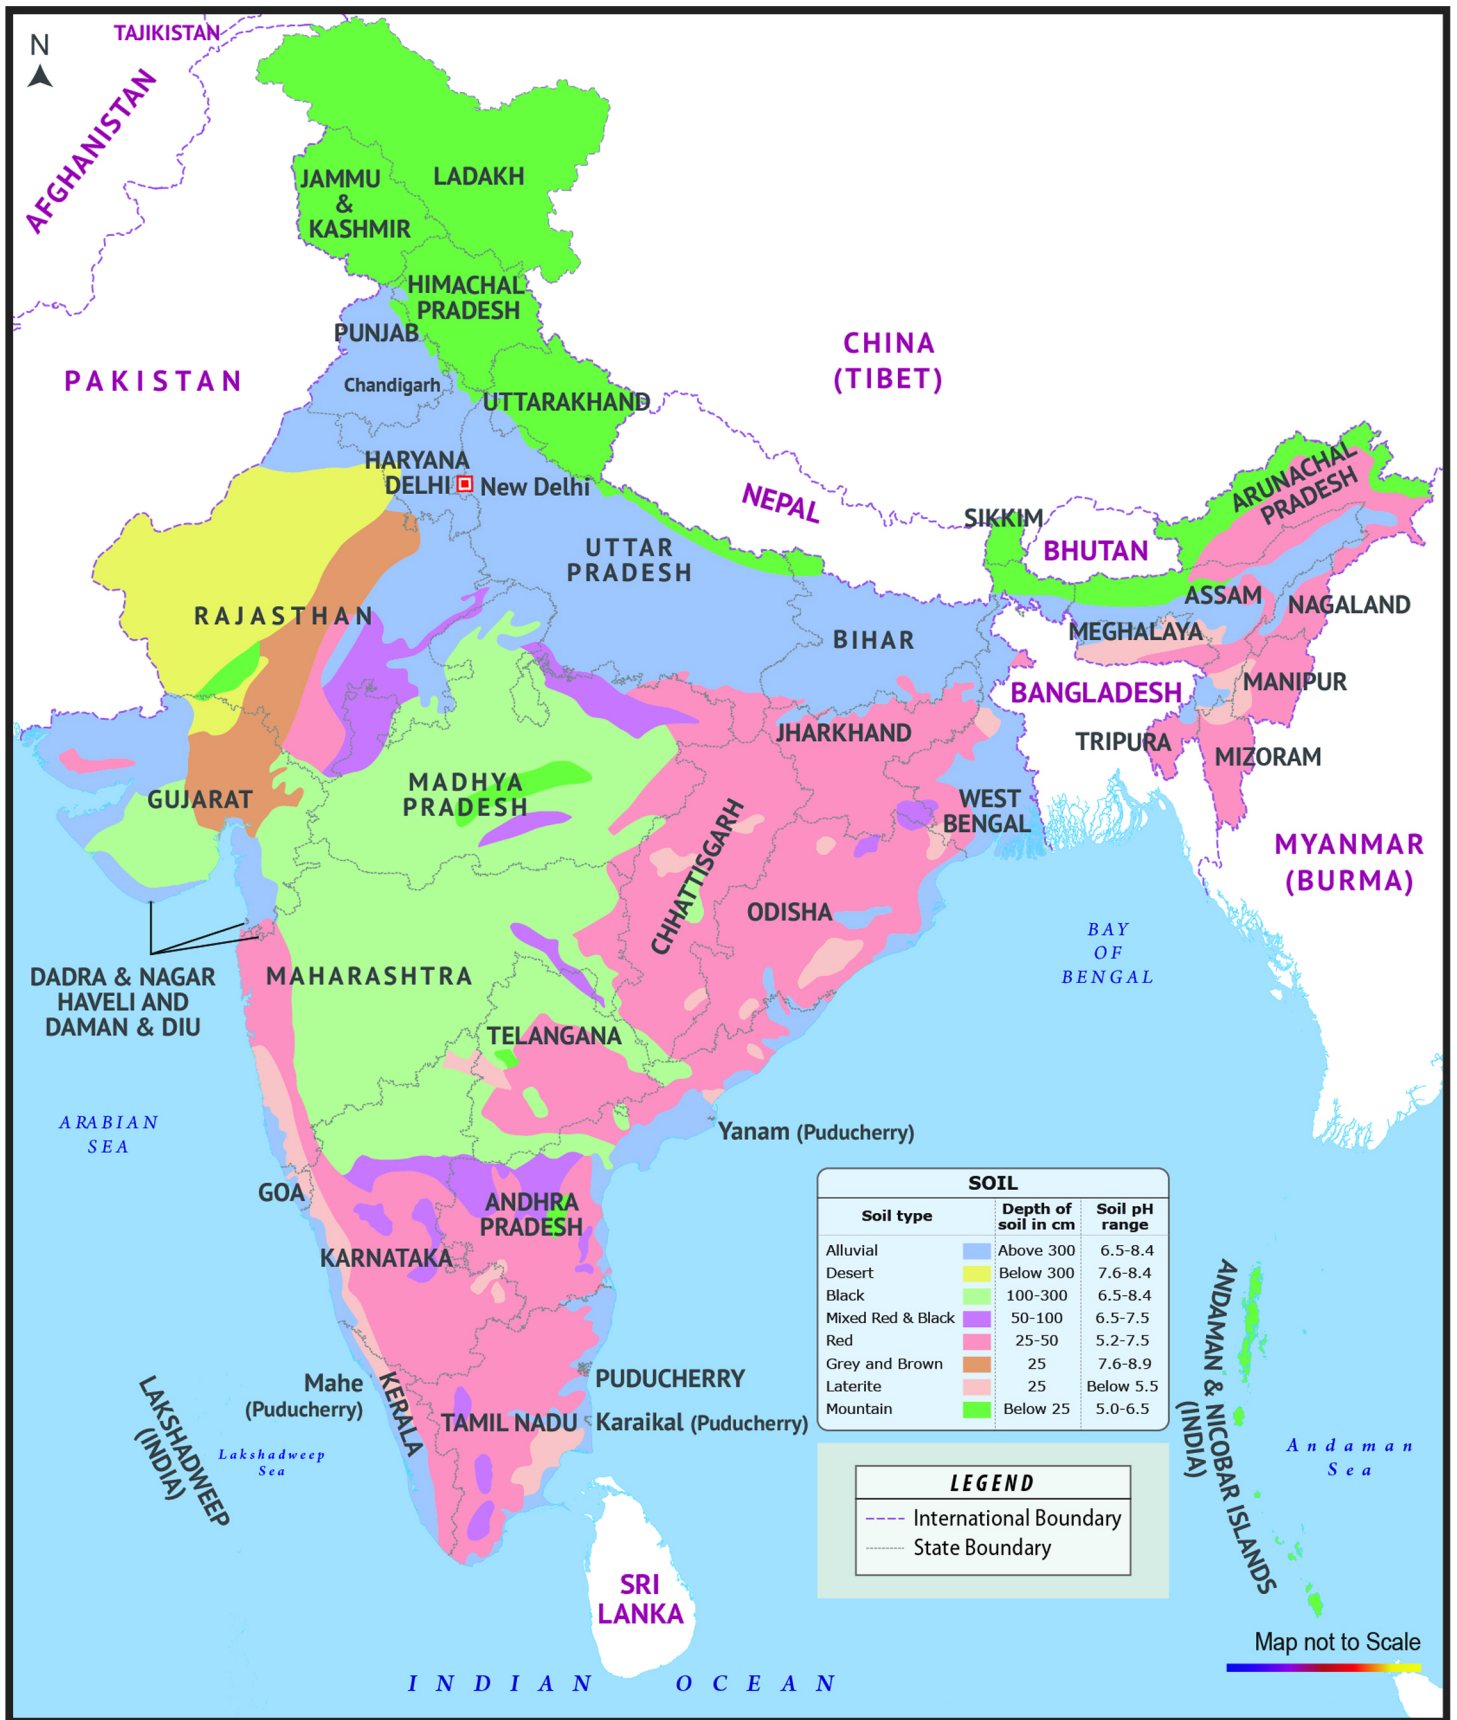 N
TAJIKISTAN
AFGHANISTAN
JAMMU
&
KASHMIR
LADAKH
HIMACHAL
PRADESH
PUNJAB
Chandigarh
PAKISTAN
CHINA
(TIBET)
UTTARAKHAND
HARYANA
DELHI
New Delhi
NEPAL
SIKKIM
BHUTAN
ARUNACHAL
PRADESH
UTTAR
PRADESH
RAJASTHAN
BIHAR
ASSAM
NAGALAND
MEGHALAYA
MANIPUR
BANGLADESH
TRIPURA
MIZORAM
JHARKHAND
GUJARAT
MADHYA
PRADESH
WEST
BENGAL
CHHATTISGARH
ODISHA
MYANMAR
(BURMA)
BAY
OF
BENGAL
DADRA & NAGAR
HAVELI AND
DAMAN & DIU
MAHARASHTRA
TELANGANA
ARABIAN
SEA
Yanam (Puducherry)
GOA
ANDHRA
PRADESH
KARNATAKA
SOIL
Soil type Depth of soil in cm Soil pH range
Alluvial Above 300 6.5-8.4
Desert Below 300 7.6-8.4
Black 100-300 6.5-8.4
Mixed Red & Black 50-100 6.5-7.5
Red 25-50 5.2-7.5
Grey and Brown 25 7.6-8.9
Laterite 25 Below 5.5
Mountain Below 25 5.0-6.5
LAKSHADWEEP
(INDIA)
Lakshadweep
Sea
Mahe
(Puducherry)
KERALA
TAMIL NADU
PUDUCHERRY
Karaikal (Puducherry)
ANDAMAN & NICOBAR ISLANDS
(INDIA)
Andaman
Sea
LEGEND
International Boundary
State Boundary
SRI
LANKA
INDIAN OCEAN
Map not to Scale